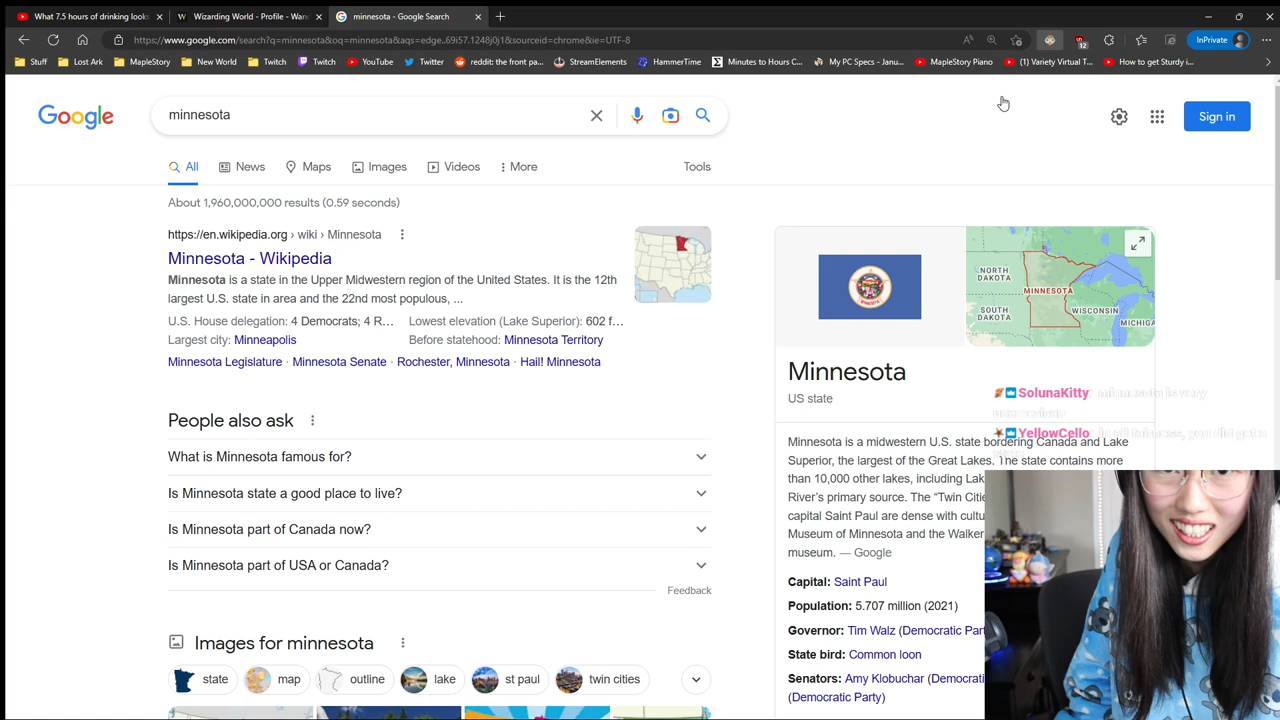 What 7.5 hours of drinking looks
Wizarding World - Profile - Wand
minnesota - Google Search
https://www.google.com/search?q=minnesota&oq=minnesota&aqs=edge..69i57.1248j0j1&sourceid=chrome&ie=UTF-8
12
InPrivate
Stuff
Lost Ark
MapleStory
New World
Twitch
Twitch
YouTube
Twitter
reddit: the front pa...
StreamElements
HammerTime
Minutes to Hours C...
My PC Specs - Janu...
MapleStory Piano
(1) Variety Virtual T...
How to get Sturdy i...
Google
minnesota
Sign in
All
News
Maps
Images
Videos
More
Tools
About 1,960,000,000 results (0.59 seconds)
https://en.wikipedia.org › wiki › Minnesota
Minnesota - Wikipedia
Minnesota is a state in the Upper Midwestern region of the United States. It is the 12th
largest U.S. state in area and the 22nd most populous, ...
U.S. House delegation: 4 Democrats; 4 R...
Lowest elevation (Lake Superior): 602 f...
Largest city: Minneapolis
Before statehood: Minnesota Territory
Minnesota Legislature · Minnesota Senate · Rochester, Minnesota · Hail! Minnesota
People also ask
What is Minnesota famous for?
Is Minnesota state a good place to live?
Is Minnesota part of Canada now?
Is Minnesota part of USA or Canada?
Feedback
Images for minnesota
state
map
outline
lake
st paul
twin cities
NORTH
DAKOTA
MINNESOTA
SOUTH
DAKOTA
WISCONSIN
MICHIGA
Minnesota
US state
SolunaKitty minnesota is very
YellowCello
Minnesota is a midwestern U.S. state bordering Canada and Lake
Superior, the largest of the Great Lakes. The state contains more
than 10,000 other lakes, including Lak
River's primary source. The "Twin Citie
capital Saint Paul are dense with cultu
Museum of Minnesota and the Walker
museum. — Google
Capital: Saint Paul
Population: 5.707 million (2021)
Governor: Tim Walz (Democratic Part
State bird: Common loon
Senators: Amy Klobuchar (Democrati
(Democratic Party)